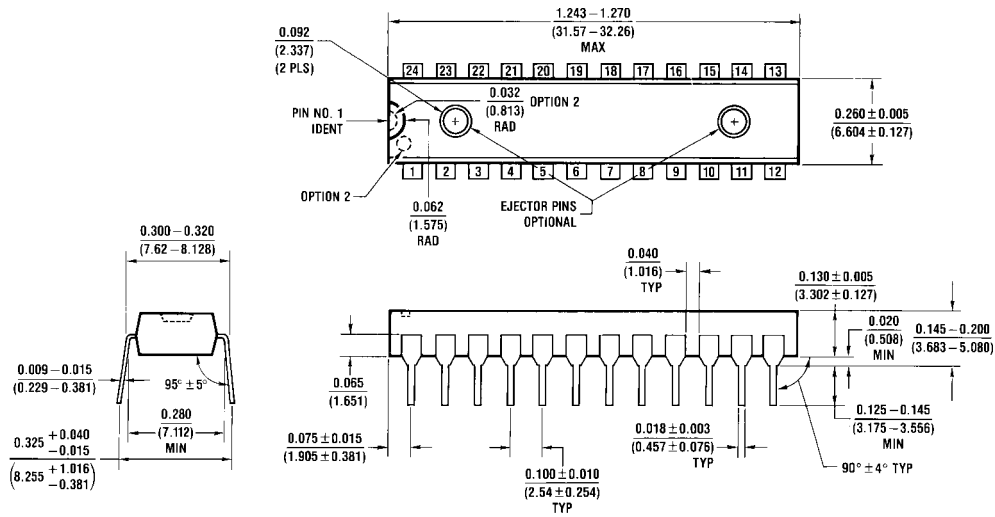 1.243–1.270
(31.57–32.26)
MAX
0.092
(2.337)
(2 PLS)
24 23 22 21 20 19 18 17 16 15 14 13
0.032
(0.813)
RAD
OPTION 2
PIN NO. 1
IDENT
0.260 ± 0.005
(6.604 ± 0.127)
1 2 3 4 5 6 7 8 9 10 11 12
OPTION 2
0.062
(1.575)
RAD
EJECTOR PINS
OPTIONAL
0.300–0.320
(7.62–8.128)
0.040
(1.016)
TYP
0.130 ± 0.005
(3.302 ± 0.127)
0.020
(0.508)
MIN
0.145–0.200
(3.683–5.080)
0.009–0.015
(0.229–0.381)
95° ± 5°
0.065
(1.651)
0.280
(7.112)
MIN
0.125–0.145
(3.175–3.556)
MIN
0.325 +0.040
−0.015
(8.255 +1.016
−0.381)
0.075 ± 0.015
(1.905 ± 0.381)
0.018 ± 0.003
(0.457 ± 0.076)
TYP
90° ± 4° TYP
0.100 ± 0.010
(2.54 ± 0.254)
TYP